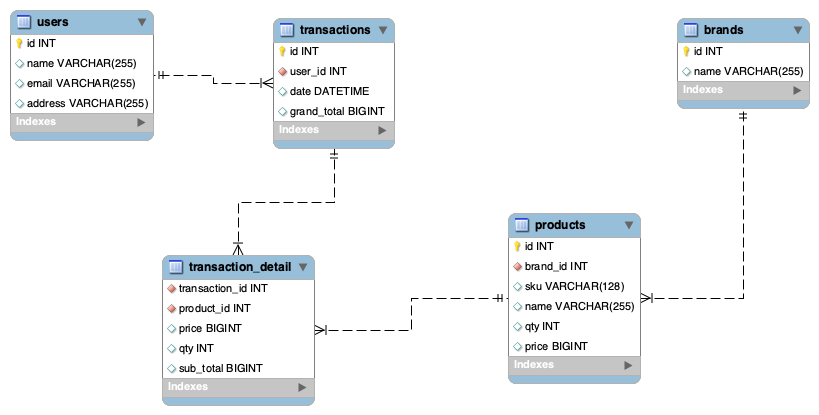 users
id INT
name VARCHAR(255)
email VARCHAR(255)
address VARCHAR(255)
Indexes
transactions
id INT
user_id INT
date DATETIME
grand_total BIGINT
Indexes
brands
id INT
name VARCHAR(255)
Indexes
transaction_detail
transaction_id INT
product_id INT
price BIGINT
qty INT
sub_total BIGINT
Indexes
products
id INT
brand_id INT
sku VARCHAR(128)
name VARCHAR(255)
qty INT
price BIGINT
Indexes